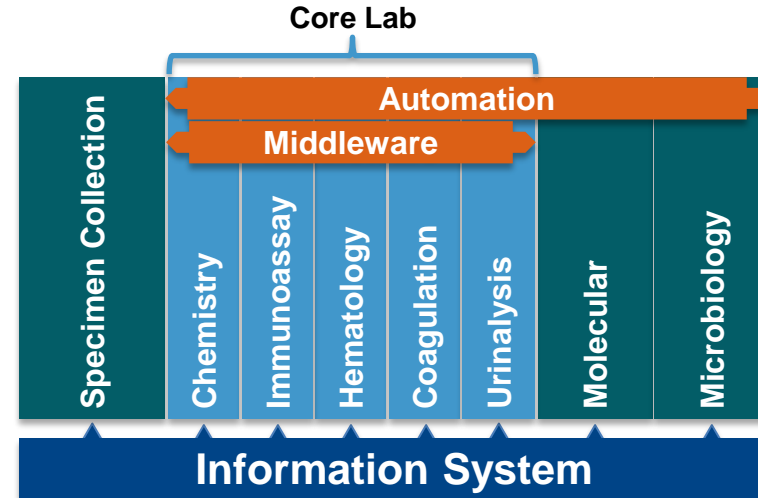 Core Lab
Automation
Middleware
Specimen Collection
Chemistry
Immunoassay
Hematology
Coagulation
Urinalysis
Molecular
Microbiology
Information System